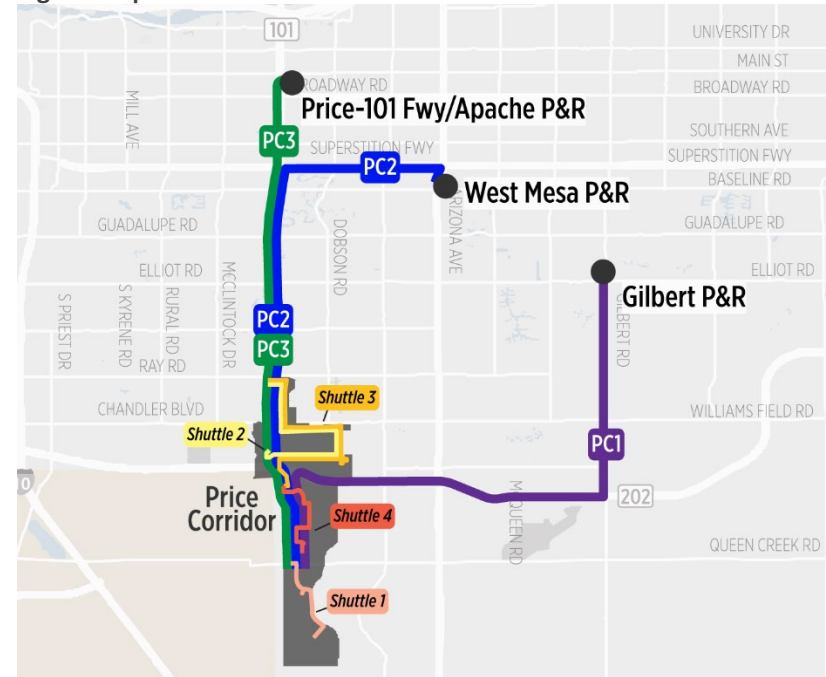 101
UNIVERSITY DR
MAIN ST
BROADWAY RD
OADWAY RD
Price-101 Fwy/Apache P&R
MILL AVE
PC3
SOUTHERN AVE
SUPERSTITION FWY
SUPERSTITION FWY
PC2
BASELINE RD
West Mesa P&R
ARIZONA AVE
GUADALUPE RD
DOBSON RD
GUADALUPE RD
ELLIOT RD
ELLIOT RD
MCCLINTOCK DR
S PRIEST DR
S KYRENE RD
RURAL RD
Gilbert P&R
GILBERT RD
PC2
PC3
RAY RD
CHANDLER BLVD
Shuttle 3
WILLIAMS FIELD RD
Shuttle 2
PC1
Price
Corridor
Shuttle 4
MCQUEEN RD
202
QUEEN CREEK RD
Shuttle 1